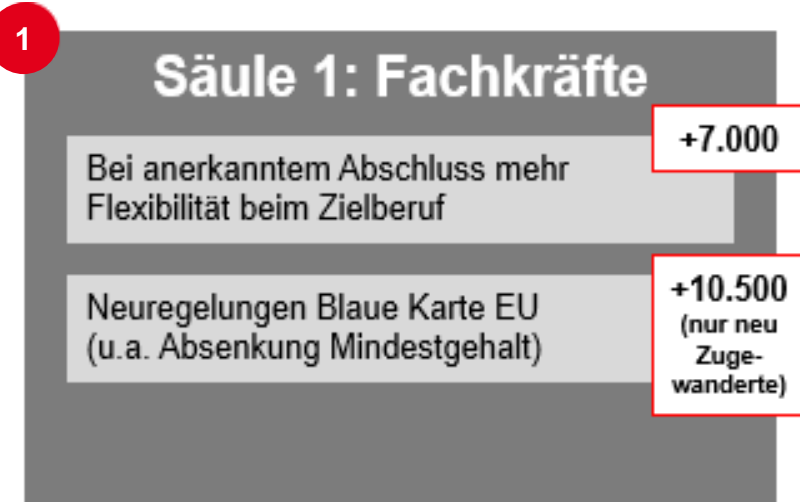 1
Säule 1: Fachkräfte
+7.000
Bei anerkanntem Abschluss mehr
Flexibilität beim Zielberuf
+10.500
(nur neu
Zuge-
wanderte)
Neuregelungen Blaue Karte EU
(u.a. Absenkung Mindestgehalt)